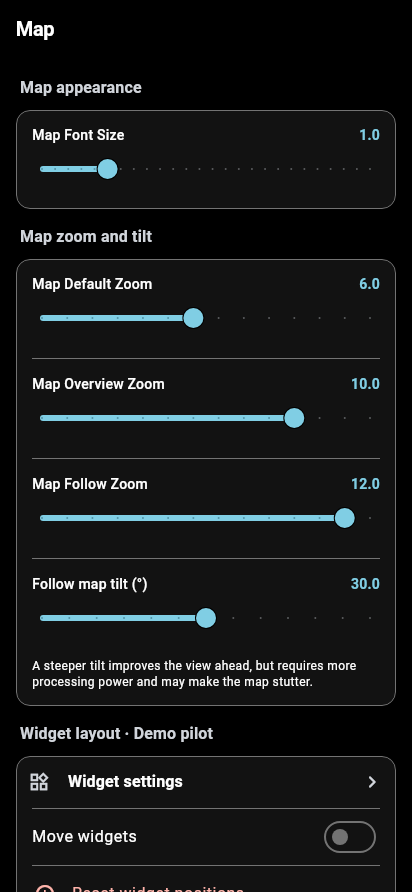 Map
Map appearance
Map Font Size 1.0
Map zoom and tilt
Map Default Zoom 6.0
Map Overview Zoom 10.0
Map Follow Zoom 12.0
Follow map tilt (°) 30.0
A steeper tilt improves the view ahead, but requires more
processing power and may make the map stutter.
Widget layout · Demo pilot
Widget settings
Move widgets
Reset widget positions